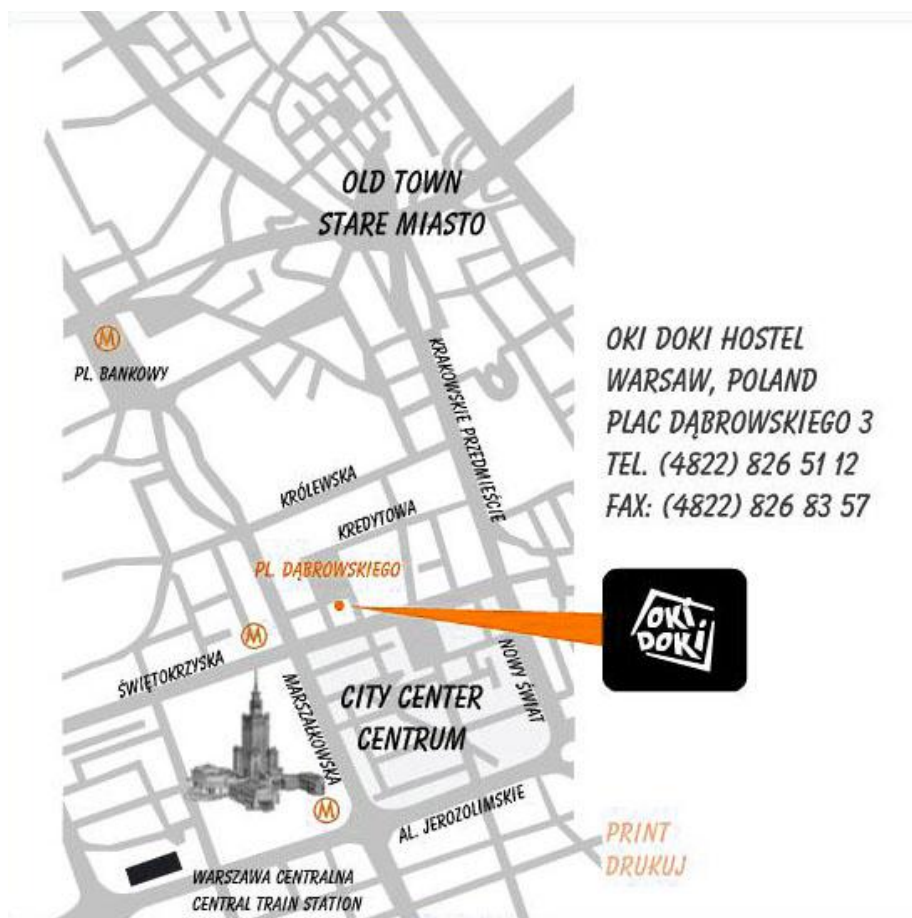 OLD TOWN
STARE MIASTO
M
PL. BANKOWY
KRAKOWSKIE PRZEDMIEŚCIE
OKI DOKI HOSTEL
WARSAW, POLAND
PLAC DĄBROWSKIEGO 3
TEL. (4822) 826 51 12
FAX: (4822) 826 83 57
KRÓLEWSKA
KREDYTOWA
PL. DĄBROWSKIEGO
OKI
DOKI
M
ŚWIĘTOKRZYSKA
NOWY ŚWIAT
MARSZAŁKOWSKA
CITY CENTER
CENTRUM
M
AL. JEROZOLIMSKIE
PRINT
DRUKUJ
WARSZAWA CENTRALNA
CENTRAL TRAIN STATION